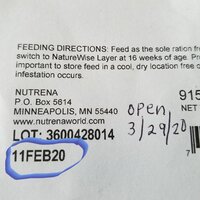 FEEDING DIRECTIONS: Feed as the sole ration from
switch to NatureWise Layer at 16 weeks of age. Pr
important to store feed in a cool, dry location free o
infestation occurs.
NUTRENA
P.O. Box 5614
MINNEAPOLIS, MN 55440
www.nutrenaworld.com
LOT: 3600428014
11FEB20
915
NET
open
3/29/20